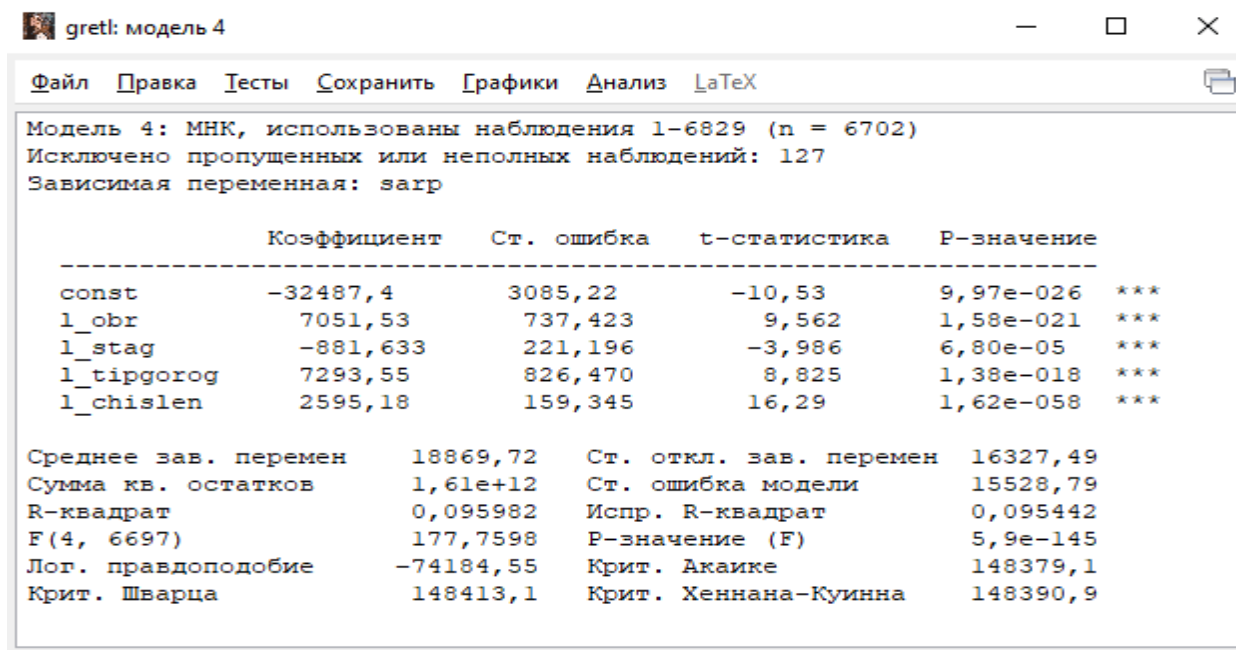 gretl: модель 4
Файл Правка Тесты Сохранить Графики Анализ LaTeX
Модель 4: МНК, использованы наблюдения 1-6829 (n = 6702)
Исключено пропущенных или неполных наблюдений: 127
Зависимая переменная: sarp
Коэффициент Ст. ошибка t-статистика P-значение
const -32487,4 3085,22 -10,53 9,97e-026 ***
l_obr 7051,53 737,423 9,562 1,58e-021 ***
l_stag -881,633 221,196 -3,986 6,80e-05 ***
l_tipgorog 7293,55 826,470 8,825 1,38e-018 ***
l_chislen 2595,18 159,345 16,29 1,62e-058 ***
Среднее зав. перемен 18869,72 Ст. откл. зав. перемен 16327,49
Сумма кв. остатков 1,61e+12 Ст. ошибка модели 15528,79
R-квадрат 0,095982 Испр. R-квадрат 0,095442
F(4, 6697) 177,7598 P-значение (F) 5,9e-145
Лог. правдоподобие -74184,55 Крит. Акаике 148379,1
Крит. Шварца 148413,1 Крит. Хеннана-Куинна 148390,9